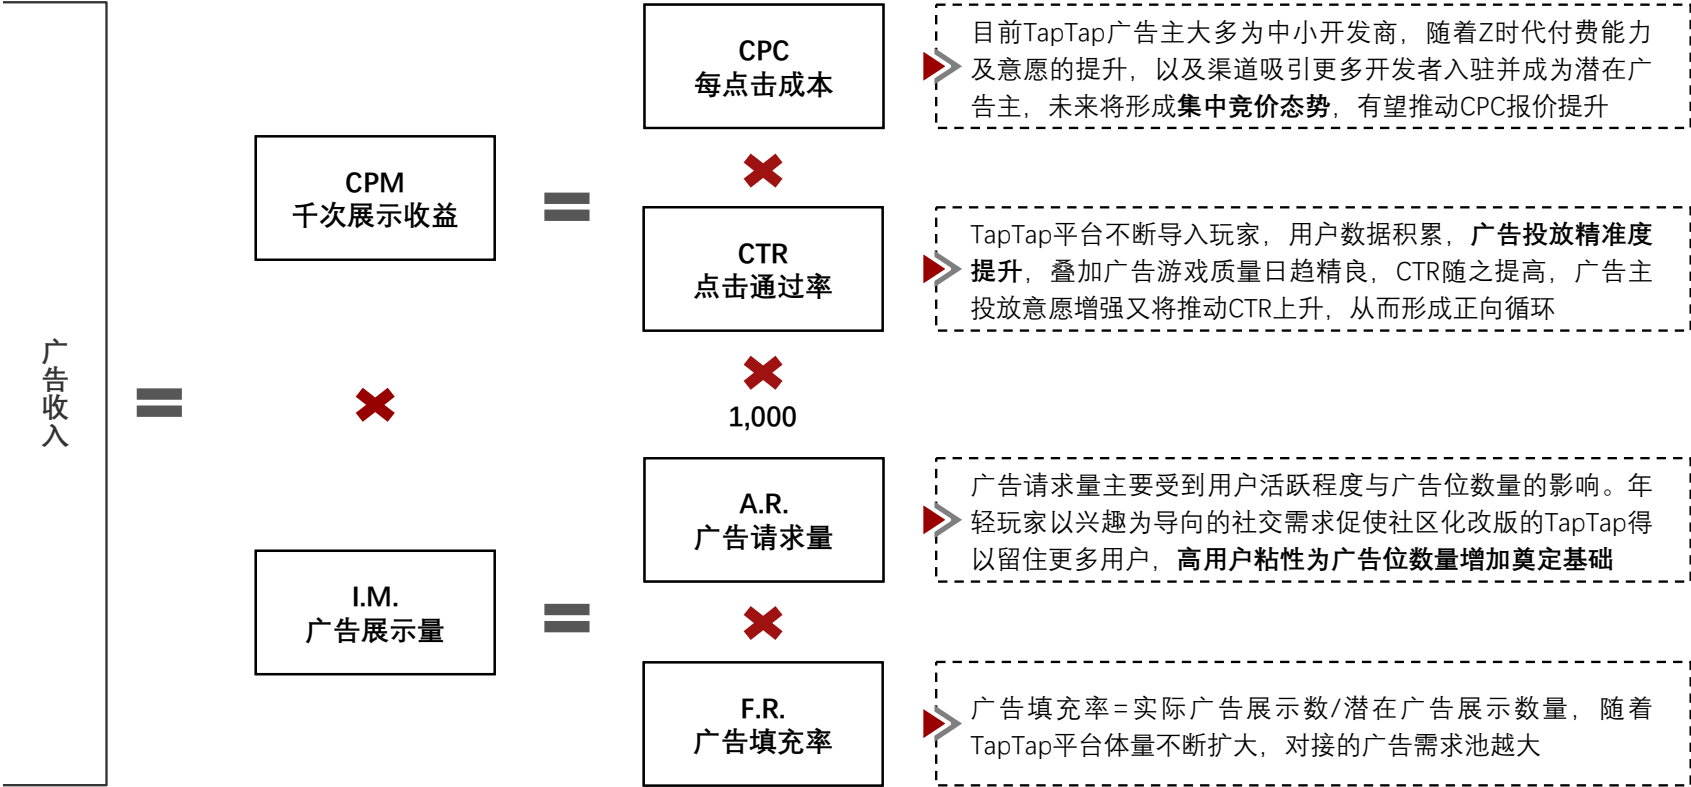 广告收入
CPM
千次展示收益
I.M.
广告展示量
CPC
每点击成本
CTR
点击通过率
1,000
A.R.
广告请求量
F.R.
广告填充率
目前TapTap广告主大多为中小开发商，随着Z时代付费能力
及意愿的提升，以及渠道吸引更多开发者入驻并成为潜在广
告主，未来将形成集中竞价态势，有望推动CPC报价提升
TapTap平台不断导入玩家，用户数据积累，广告投放精准度
提升，叠加广告游戏质量日趋精良，CTR随之提高，广告主
投放意愿增强又将推动CTR上升，从而形成正向循环
广告请求量主要受到用户活跃程度与广告位数量的影响。年
轻玩家以兴趣为导向的社交需求促使社区化改版的TapTap得
以留住更多用户，高用户粘性为广告位数量增加奠定基础
广告填充率=实际广告展示数/潜在广告展示数量，随着
TapTap平台体量不断扩大，对接的广告需求池越大